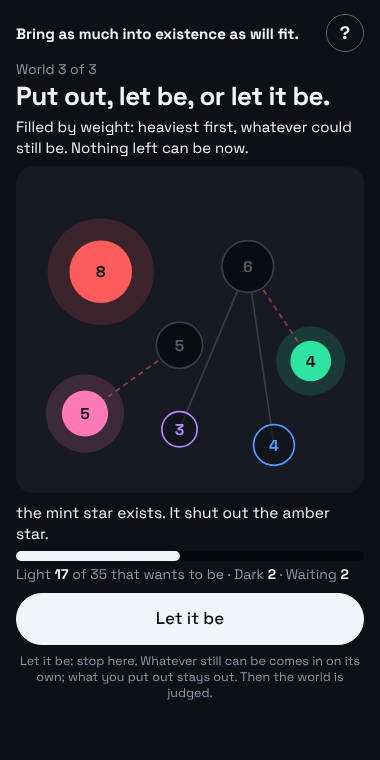 Bring as much into existence as will fit.
?
World 3 of 3
Put out, let be, or let it be.
Filled by weight: heaviest first, whatever could
still be. Nothing left can be now.
8
6
5
4
5
3
4
the mint star exists. It shut out the amber
star.
Light 17 of 35 that wants to be · Dark 2 · Waiting 2
Let it be
Let it be: stop here. Whatever still can be comes in on its
own; what you put out stays out. Then the world is
judged.